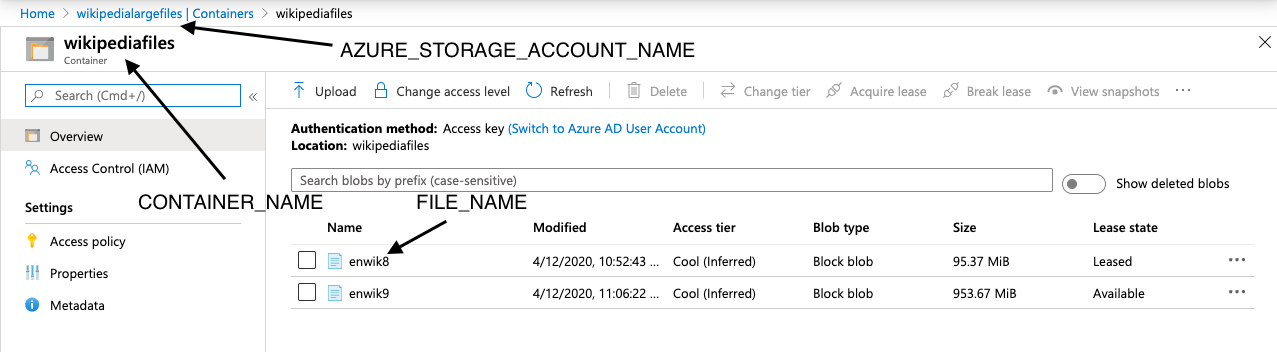 Home > wikipedialargefiles | Containers > wikipediafiles
wikipediafiles
Container
AZURE_STORAGE_ACCOUNT_NAME
Search (Cmd+/)
«
Upload Change access level Refresh Delete Change tier Acquire lease Break lease View snapshots ...
Overview
Access Control (IAM)
Settings
Access policy
Properties
Metadata
Authentication method: Access key (Switch to Azure AD User Account)
Location: wikipediafiles
Search blobs by prefix (case-sensitive)
Show deleted blobs
CONTAINER_NAME
FILE_NAME
Name Modified Access tier Blob type Size Lease state
enwik8 4/12/2020, 10:52:43 ... Cool (Inferred) Block blob 95.37 MiB Leased ...
enwik9 4/12/2020, 11:06:22 ... Cool (Inferred) Block blob 953.67 MiB Available ...